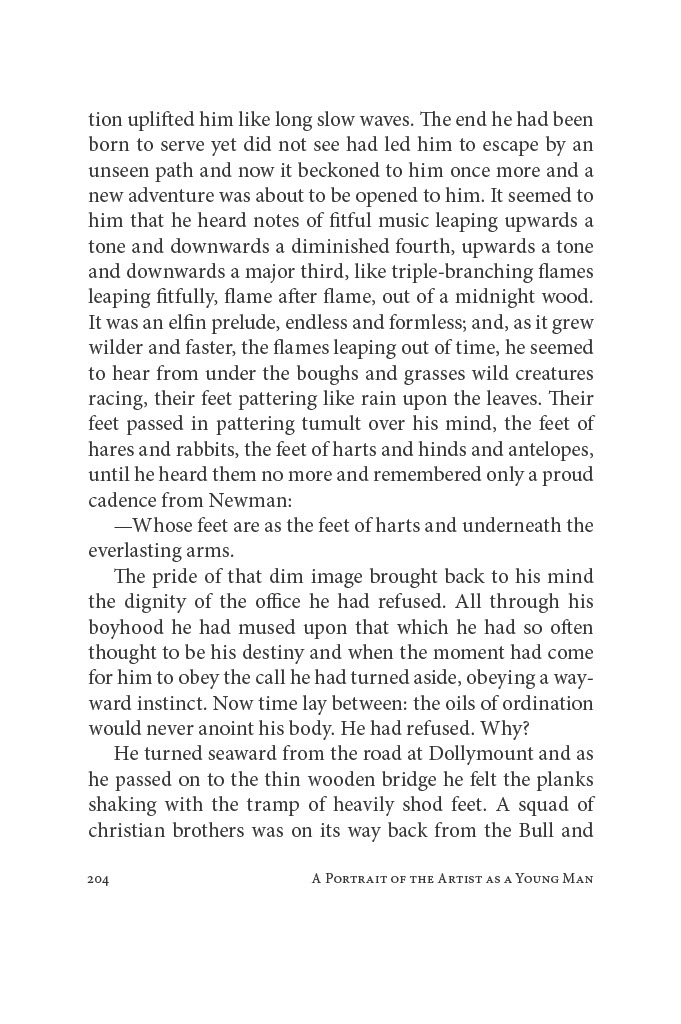 tion uplifted him like long slow waves. The end he had been
born to serve yet did not see had led him to escape by an
unseen path and now it beckoned to him once more and a
new adventure was about to be opened to him. It seemed to
him that he heard notes of fitful music leaping upwards a
tone and downwards a diminished fourth, upwards a tone
and downwards a major third, like triple-branching flames
leaping fitfully, flame after flame, out of a midnight wood.
It was an elfin prelude, endless and formless; and, as it grew
wilder and faster, the flames leaping out of time, he seemed
to hear from under the boughs and grasses wild creatures
racing, their feet pattering like rain upon the leaves. Their
feet passed in pattering tumult over his mind, the feet of
hares and rabbits, the feet of harts and hinds and antelopes,
until he heard them no more and remembered only a proud
cadence from Newman:
—Whose feet are as the feet of harts and underneath the
everlasting arms.
The pride of that dim image brought back to his mind
the dignity of the office he had refused. All through his
boyhood he had mused upon that which he had so often
thought to be his destiny and when the moment had come
for him to obey the call he had turned aside, obeying a way-
ward instinct. Now time lay between: the oils of ordination
would never anoint his body. He had refused. Why?
He turned seaward from the road at Dollymount and as
he passed on to the thin wooden bridge he felt the planks
shaking with the tramp of heavily shod feet. A squad of
christian brothers was on its way back from the Bull and
204 A Portrait of the Artist as a Young Man